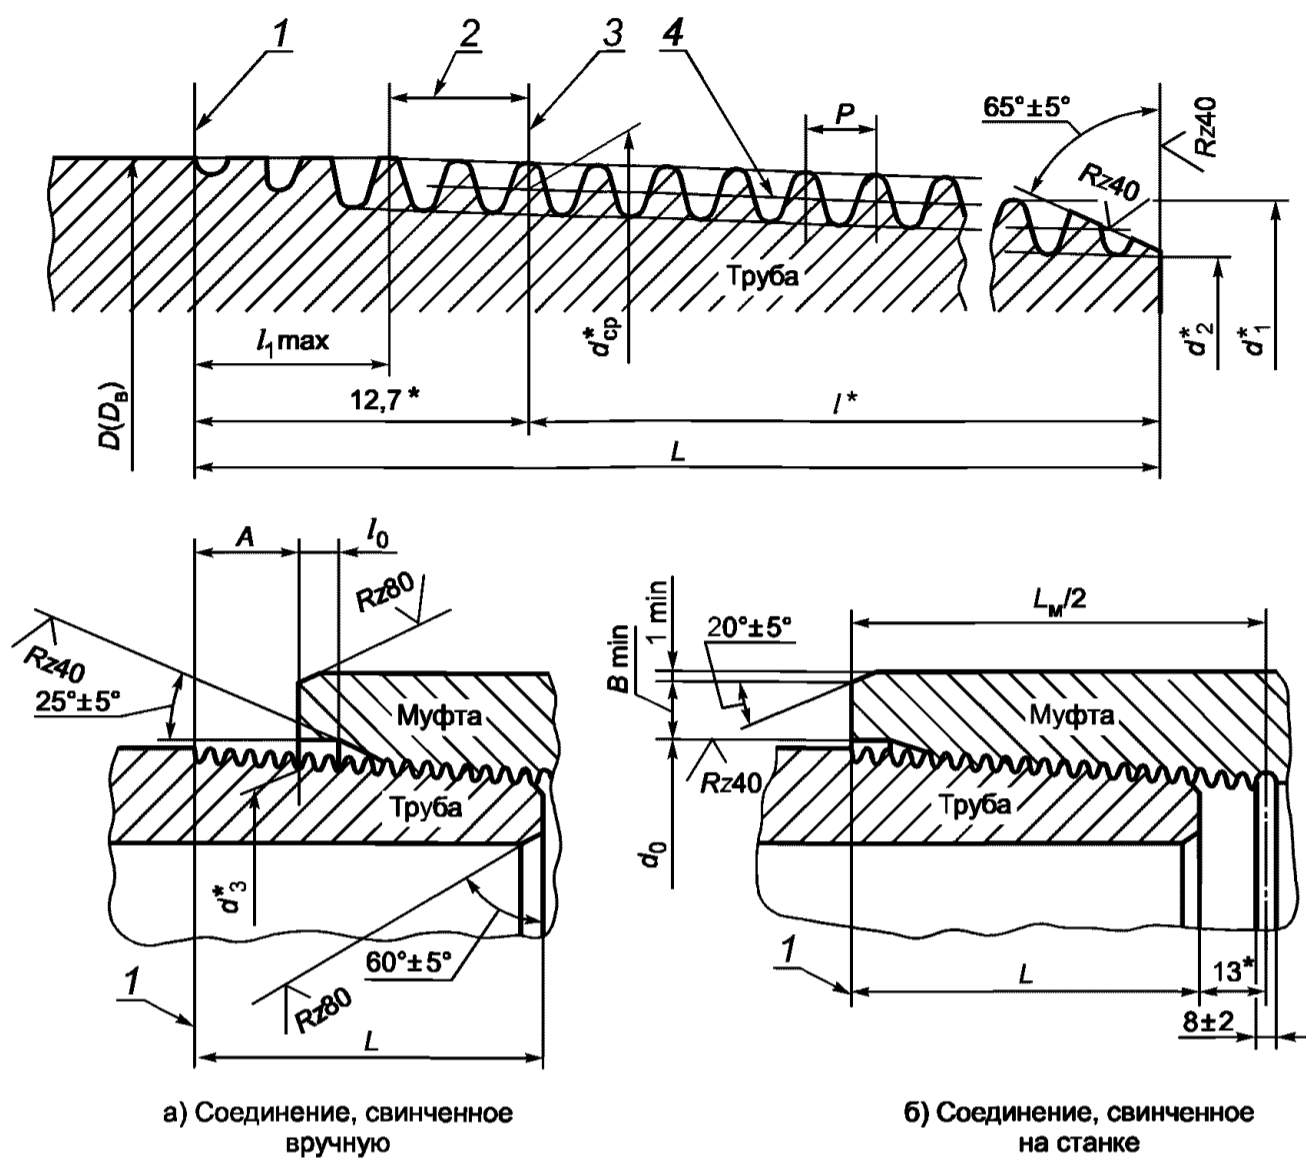 1
2
3
4
P
65°±5°
Rz40
Rz40
Труба
l₁ max
d*ср
d*₂
d*₁
D(Dв)
12,7 *
l*
L
A
l₀
Rz80
Rz40
25°±5°
Муфта
Труба
d*₃
60°±5°
Rz80
1
L
а) Соединение, свинченное
вручную
Lм/2
1 min
B min
20°±5°
Муфта
Rz40
Труба
d₀
1
L
13*
8±2
б) Соединение, свинченное
на станке